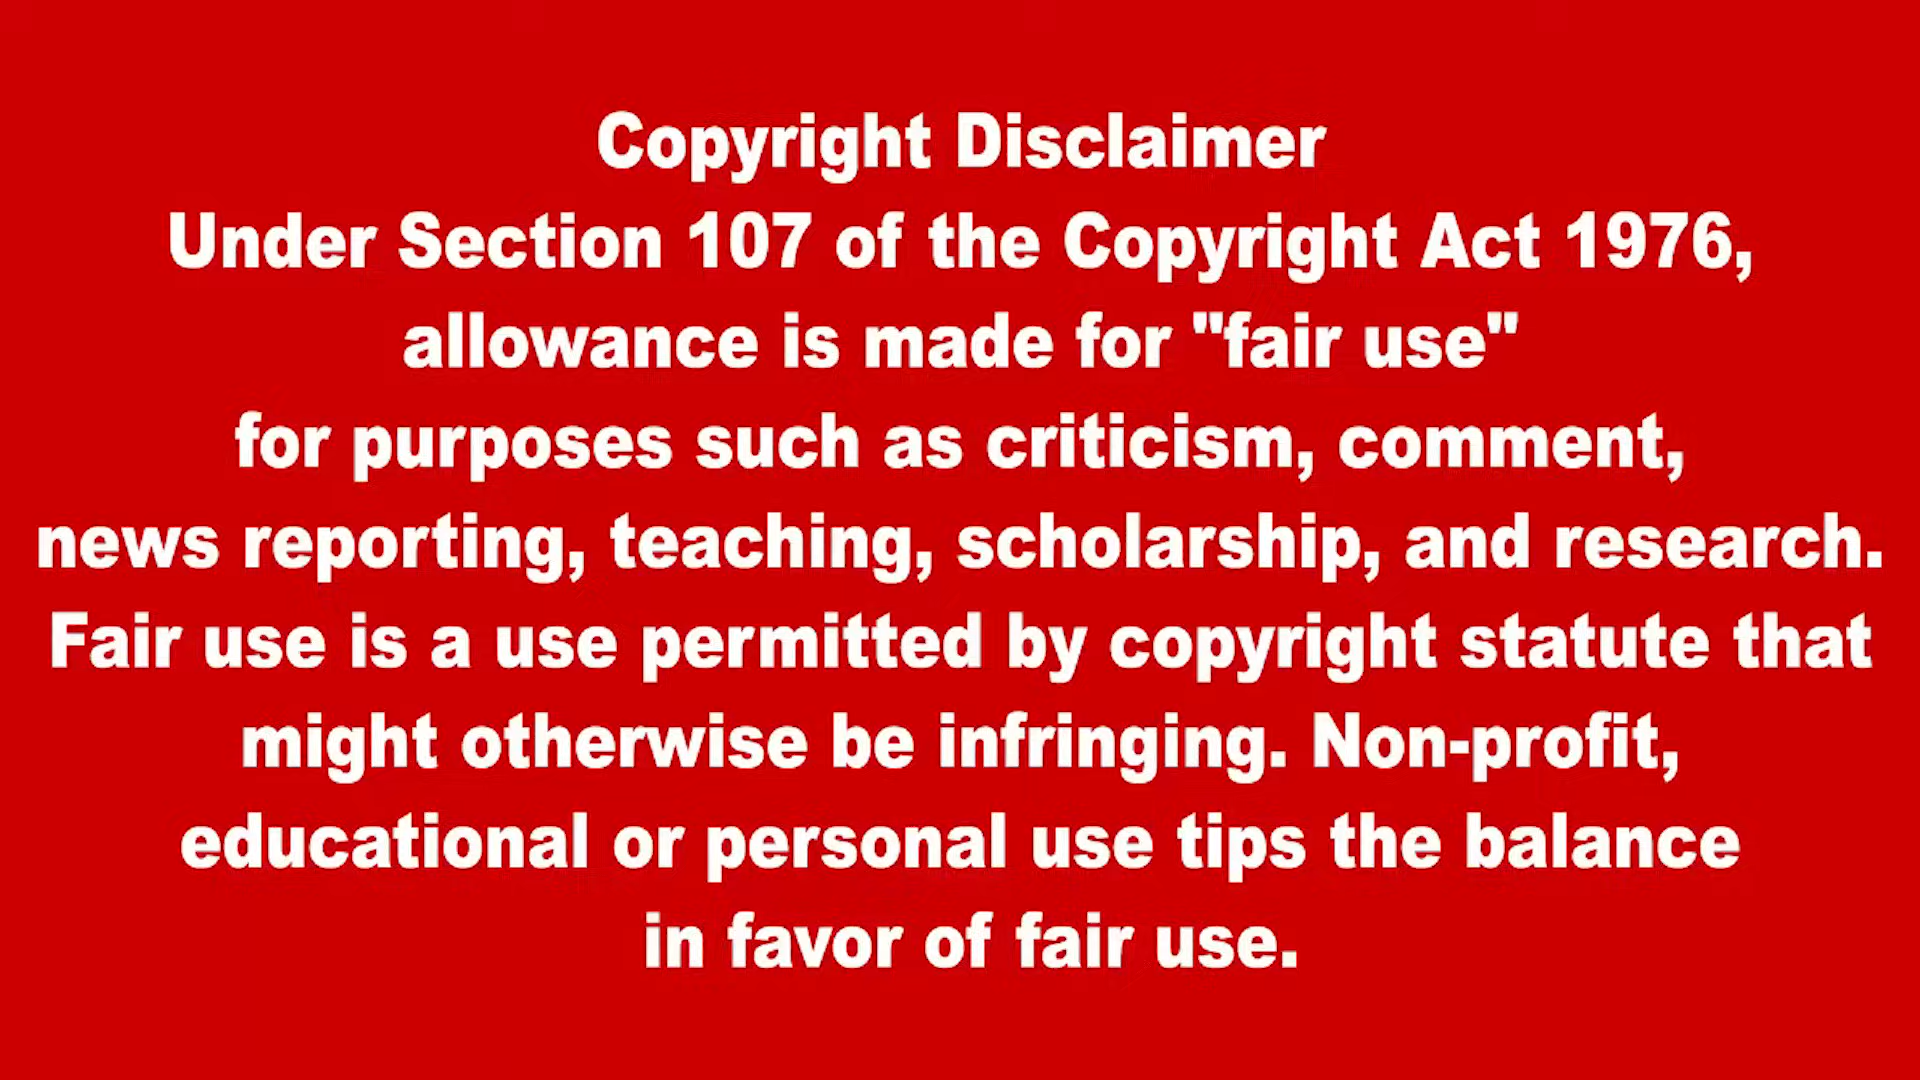 Copyright Disclaimer
Under Section 107 of the Copyright Act 1976,
allowance is made for "fair use"
for purposes such as criticism, comment,
news reporting, teaching, scholarship, and research.
Fair use is a use permitted by copyright statute that
might otherwise be infringing. Non-profit,
educational or personal use tips the balance
in favor of fair use.